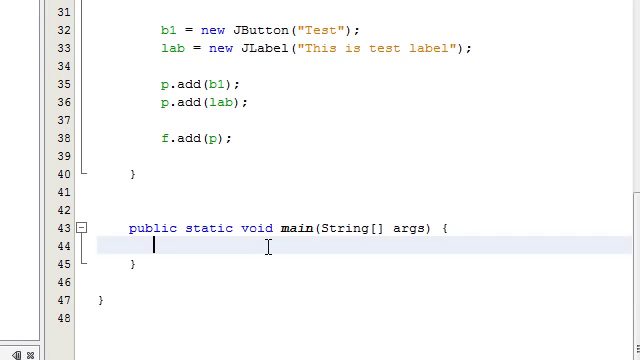 31
32 b1 = new JButton("Test");
33 lab = new JLabel("This is test label");
34
35 p.add(b1);
36 p.add(lab);
37
38 f.add(p);
39
40 }
41
42
43 public static void main(String[] args) {
44
45 }
46
47 }
48